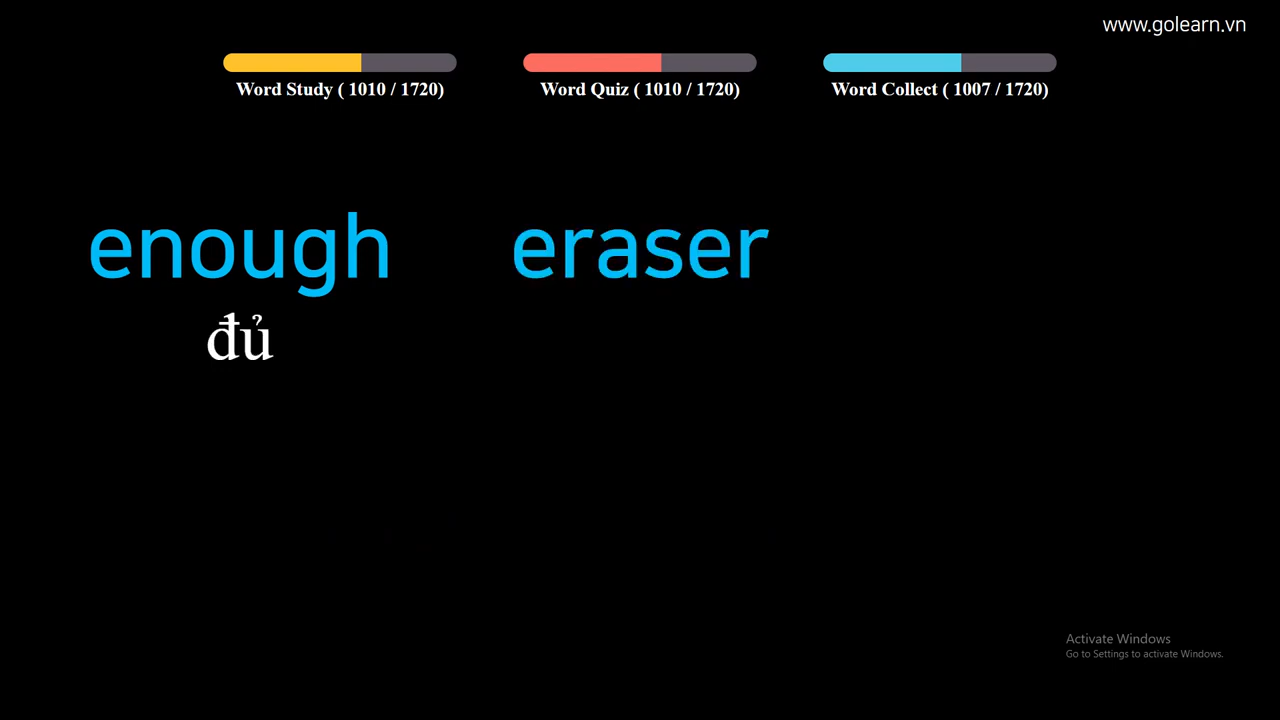 www.golearn.vn
Word Study ( 1010 / 1720)
Word Quiz ( 1010 / 1720)
Word Collect ( 1007 / 1720)
enough
eraser
đủ
Activate Windows
Go to Settings to activate Windows.